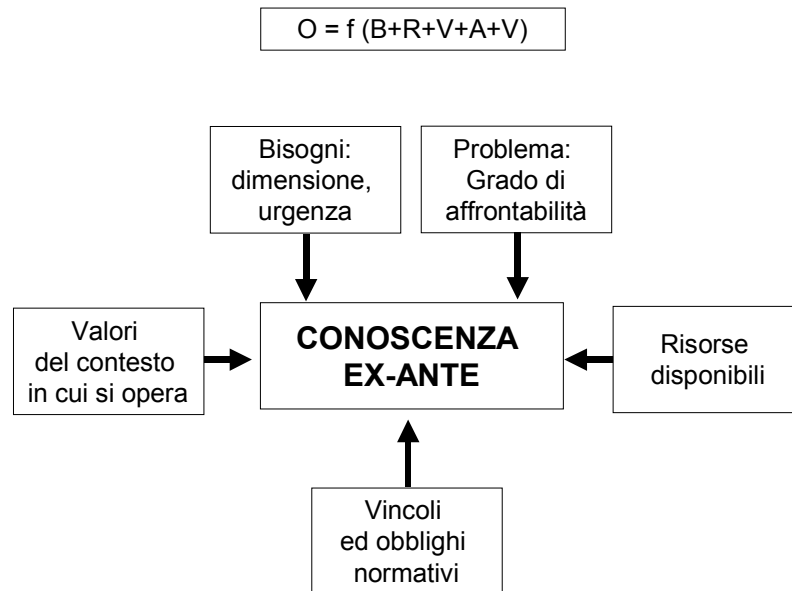 O = f (B+R+V+A+V)
Bisogni:
dimensione,
urgenza
Problema:
Grado di
affrontabilità
Valori
del contesto
in cui si opera
CONOSCENZA
EX-ANTE
Risorse
disponibili
Vincoli
ed obblighi
normativi